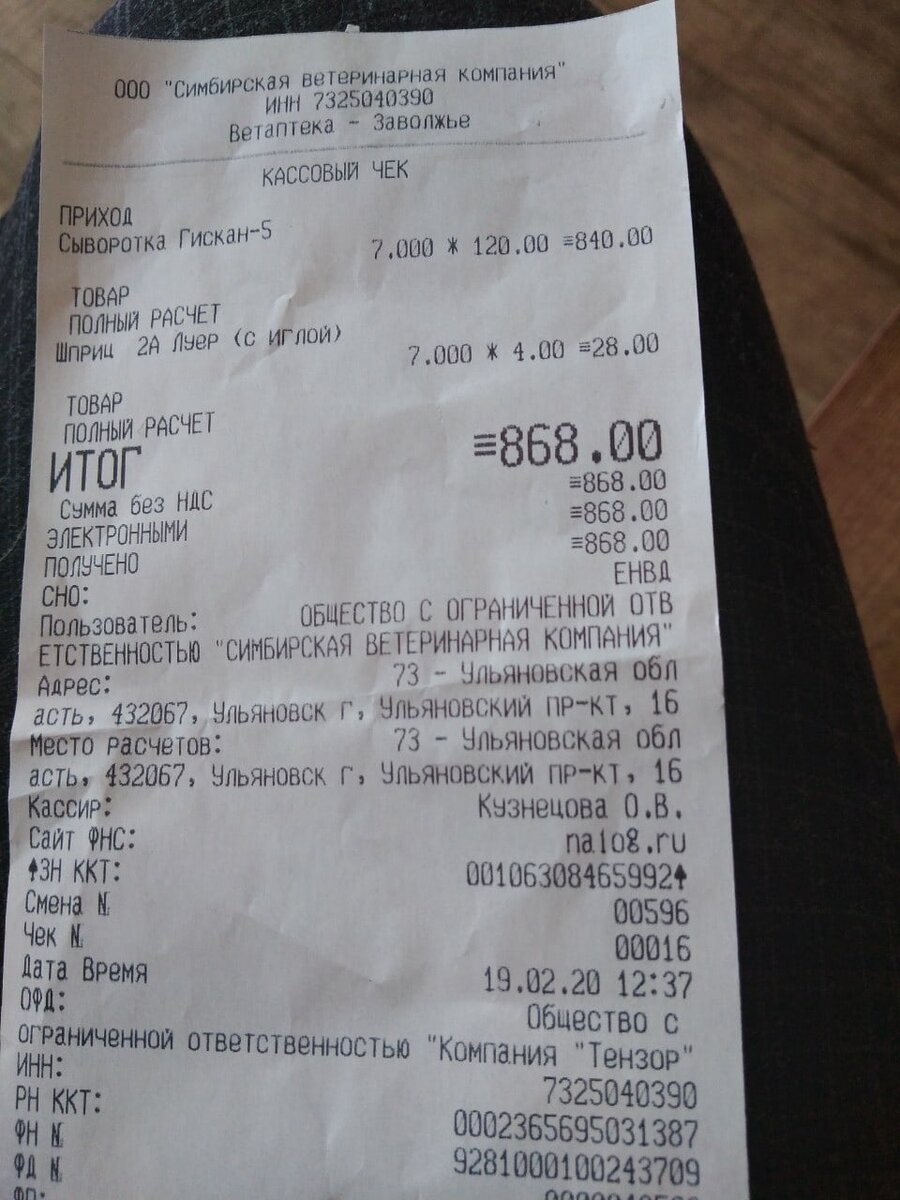 ООО "Симбирская ветеринарная компания"
ИНН 7325040390
Ветаптека - Заволжье
КАССОВЫЙ ЧЕК
ПРИХОД
Сыворотка Гискан-5
7.000 * 120.00 ≡840.00
ТОВАР
ПОЛНЫЙ РАСЧЕТ
Шприц 2А Луер (с иглой)
7.000 * 4.00 ≡28.00
ТОВАР
ПОЛНЫЙ РАСЧЕТ
ИТОГ ≡868.00
Сумма без НДС ≡868.00
ЭЛЕКТРОННЫМИ ≡868.00
ПОЛУЧЕНО ≡868.00
СНО: ЕНВД
Пользователь: ОБЩЕСТВО С ОГРАНИЧЕННОЙ ОТВ
ЕТСТВЕННОСТЬЮ "СИМБИРСКАЯ ВЕТЕРИНАРНАЯ КОМПАНИЯ"
Адрес: 73 - Ульяновская обл
асть, 432067, Ульяновск г, Ульяновский пр-кт, 16
Место расчетов: 73 - Ульяновская обл
асть, 432067, Ульяновск г, Ульяновский пр-кт, 16
Кассир: Кузнецова О.В.
Сайт ФНС: nalog.ru
♠ЗН ККТ: 00106308465992♠
Смена № 00596
Чек № 00016
Дата Время 19.02.20 12:37
ОФД: Общество с
ограниченной ответственностью "Компания "Тензор"
ИНН: 7325040390
РН ККТ: 0002365695031387
ФН № 9281000100243709
ФД №
ФП: